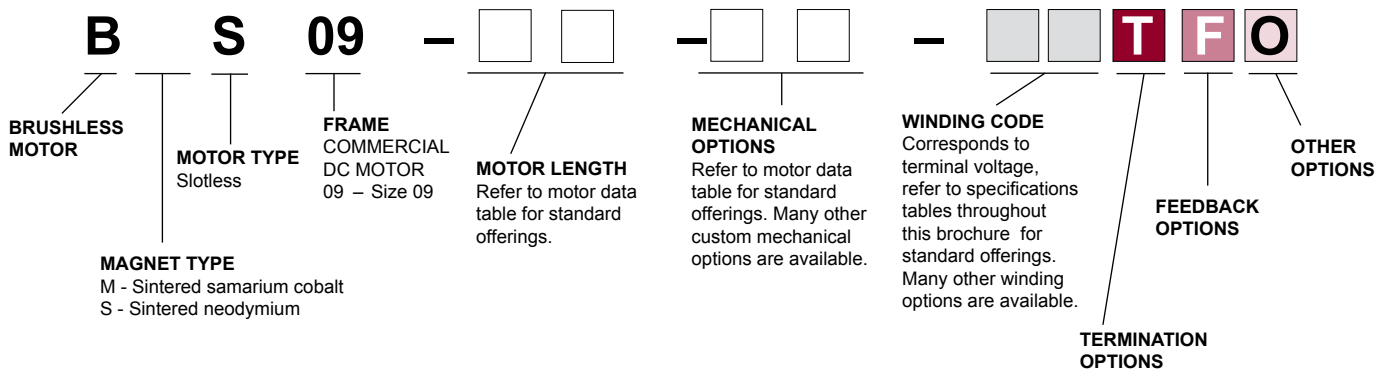 B S 09 – – – T F O
BRUSHLESS
MOTOR
MOTOR TYPE
Slotless
FRAME
COMMERCIAL
DC MOTOR
09 – Size 09
MAGNET TYPE
M - Sintered samarium cobalt
S - Sintered neodymium
MOTOR LENGTH
Refer to motor data
table for standard
offerings.
MECHANICAL
OPTIONS
Refer to motor data
table for standard
offerings. Many other
custom mechanical
options are available.
WINDING CODE
Corresponds to
terminal voltage,
refer to specifications
tables throughout
this brochure for
standard offerings.
Many other winding
options are available.
TERMINATION
OPTIONS
FEEDBACK
OPTIONS
OTHER
OPTIONS